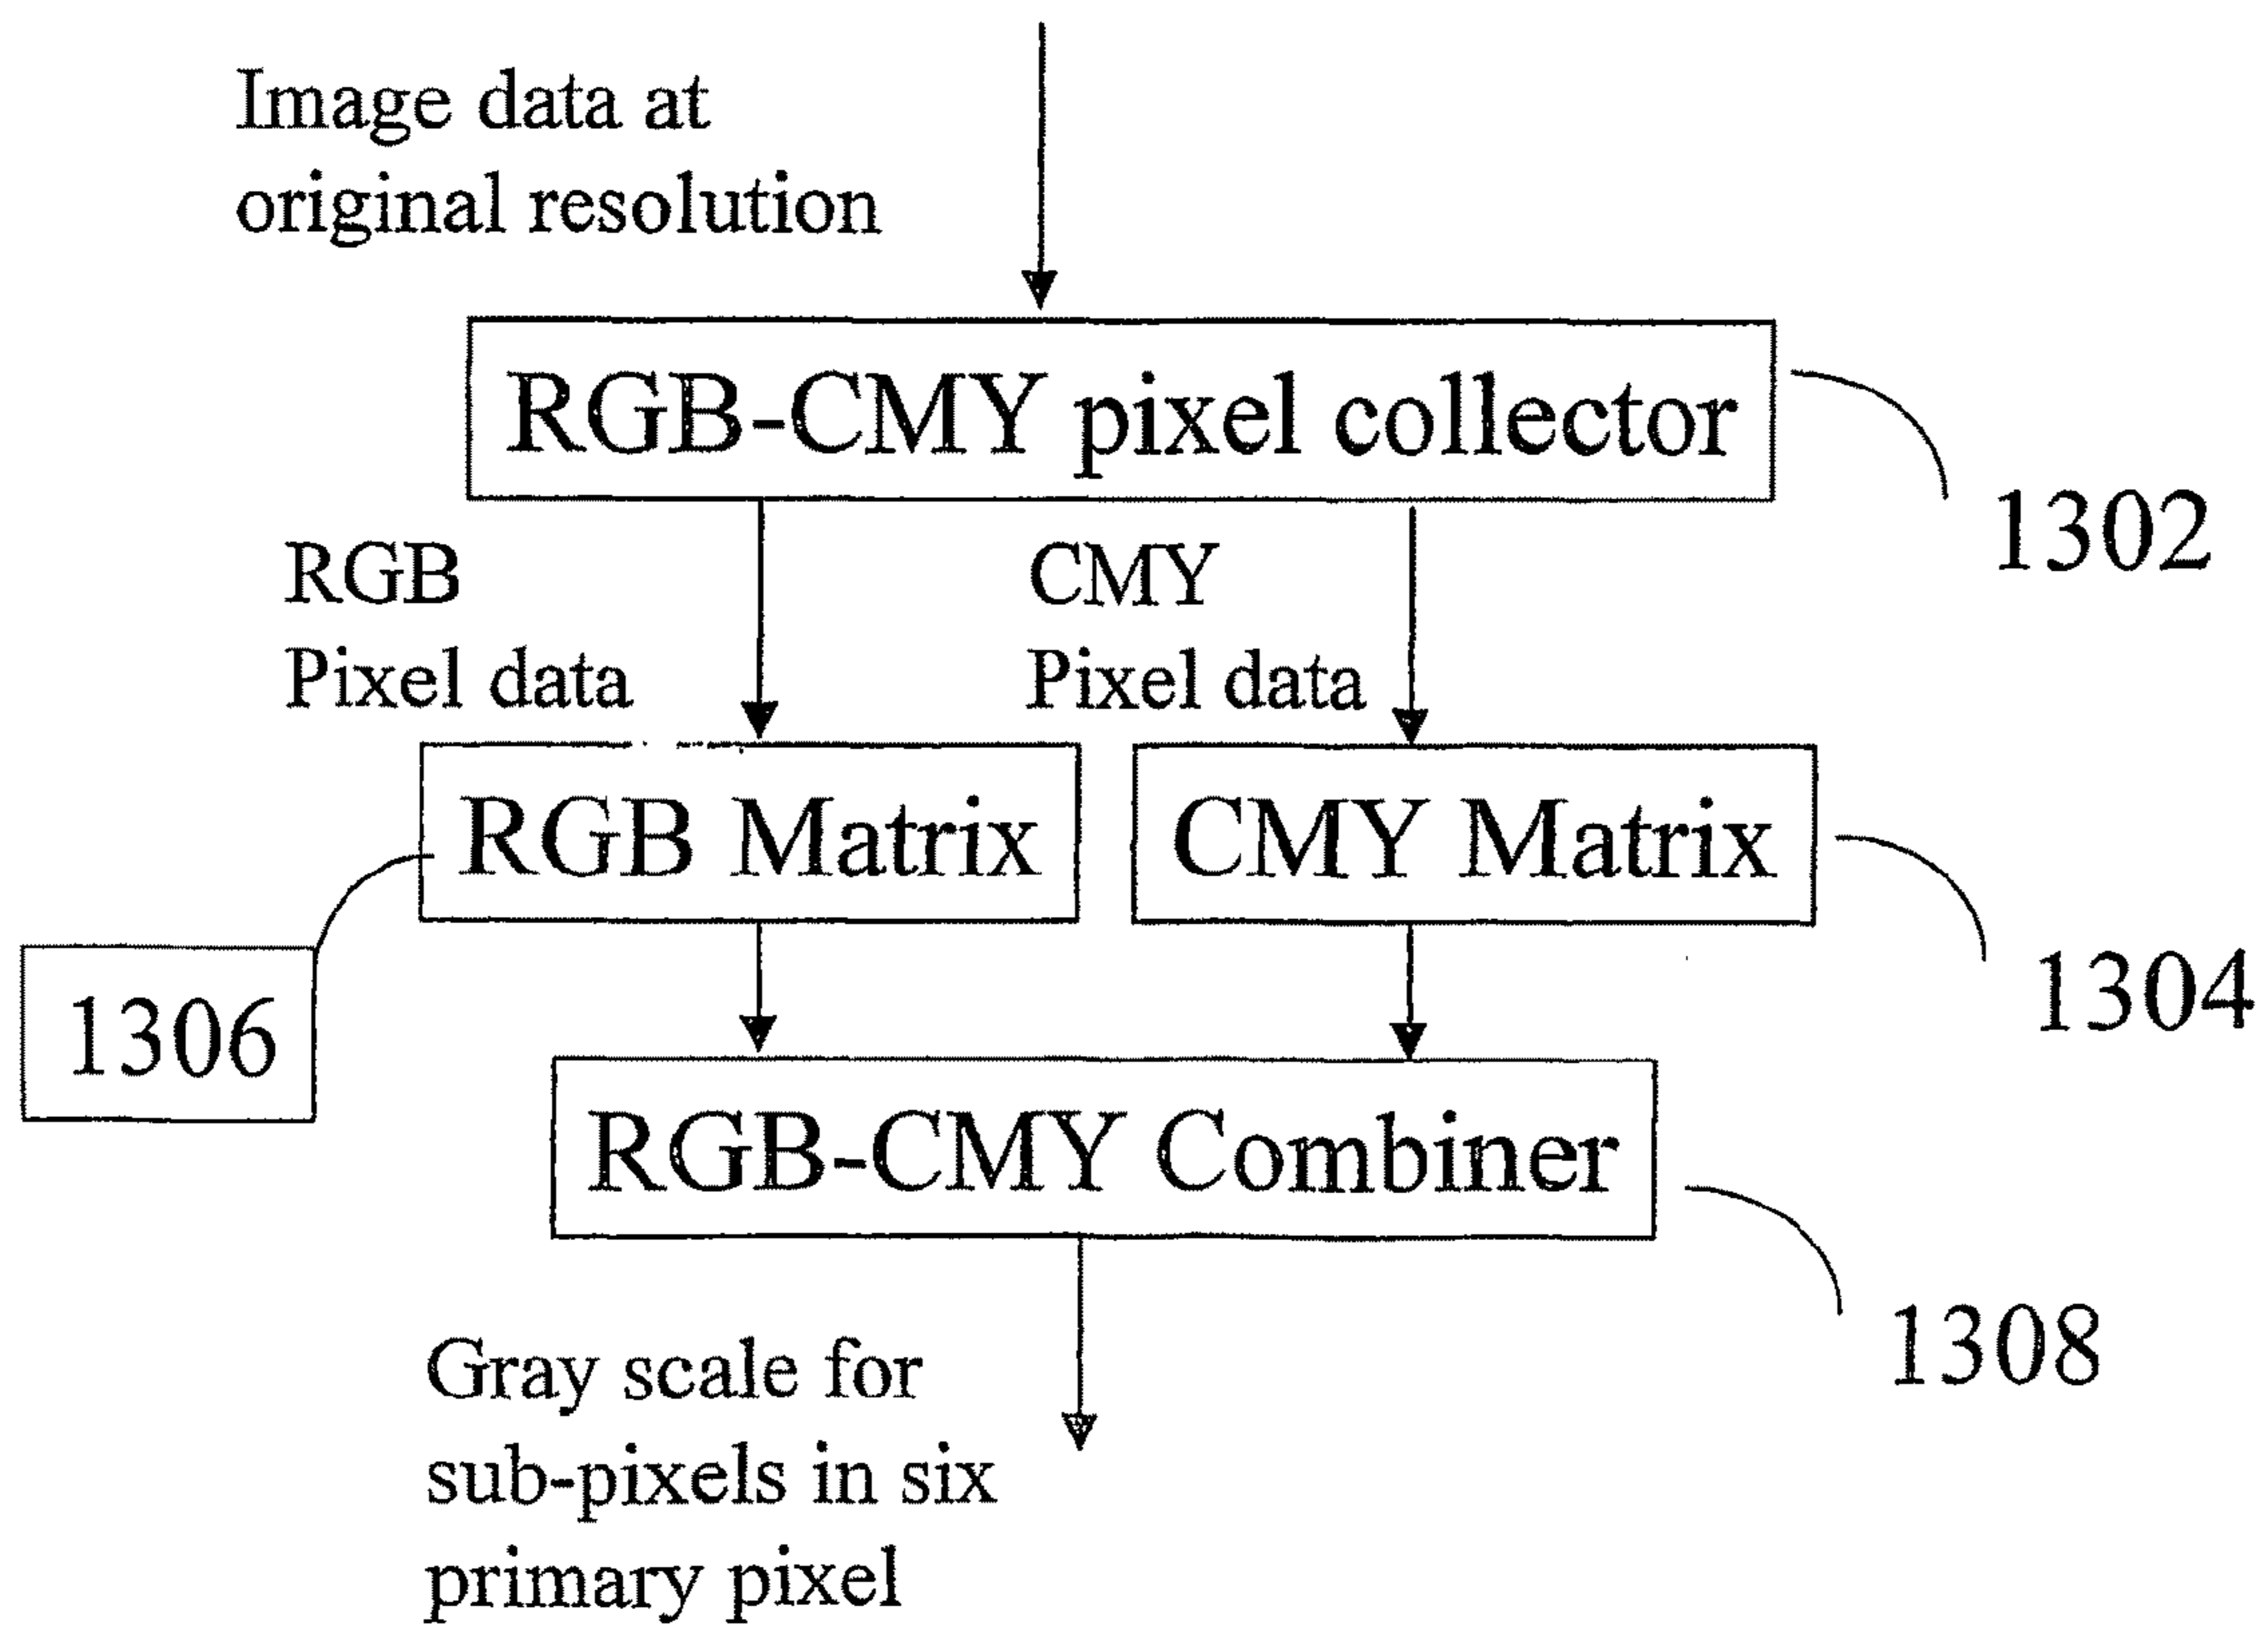 Image data at
original resolution
RGB-CMY pixel collector
1302
RGB
Pixel data
CMY
Pixel data
RGB Matrix
CMY Matrix
1306
1304
RGB-CMY Combiner
1308
Gray scale for
sub-pixels in six
primary pixel